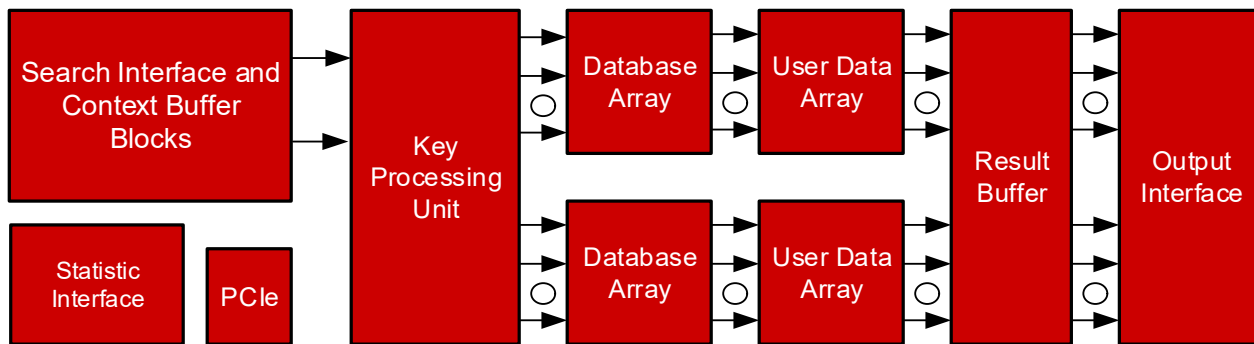 Search Interface and
Context Buffer
Blocks
Key
Processing
Unit
Database
Array
User Data
Array
Result
Buffer
Output
Interface
Database
Array
User Data
Array
Statistic
Interface
PCIe